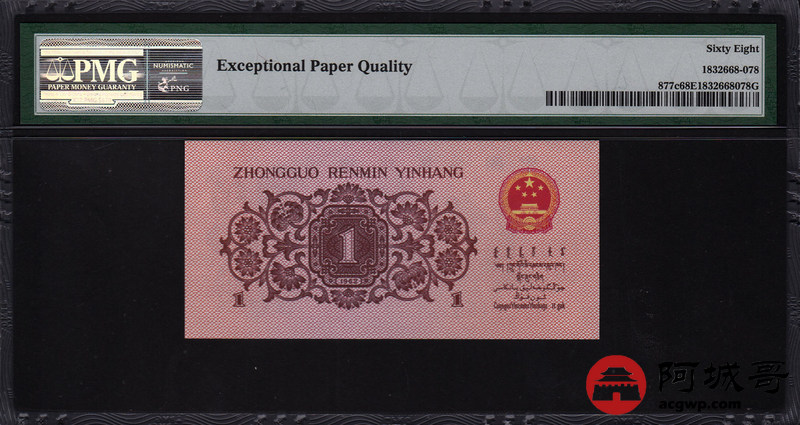 PMG
PAPER MONEY GUARANTY
NUMISMATIC
PNG
Exceptional Paper Quality
Sixty Eight
1832668-078
877c68E1832668078G
ZHONGGUO RENMIN YINHANG
1
1962
1
1
阿城哥
acgwp.com